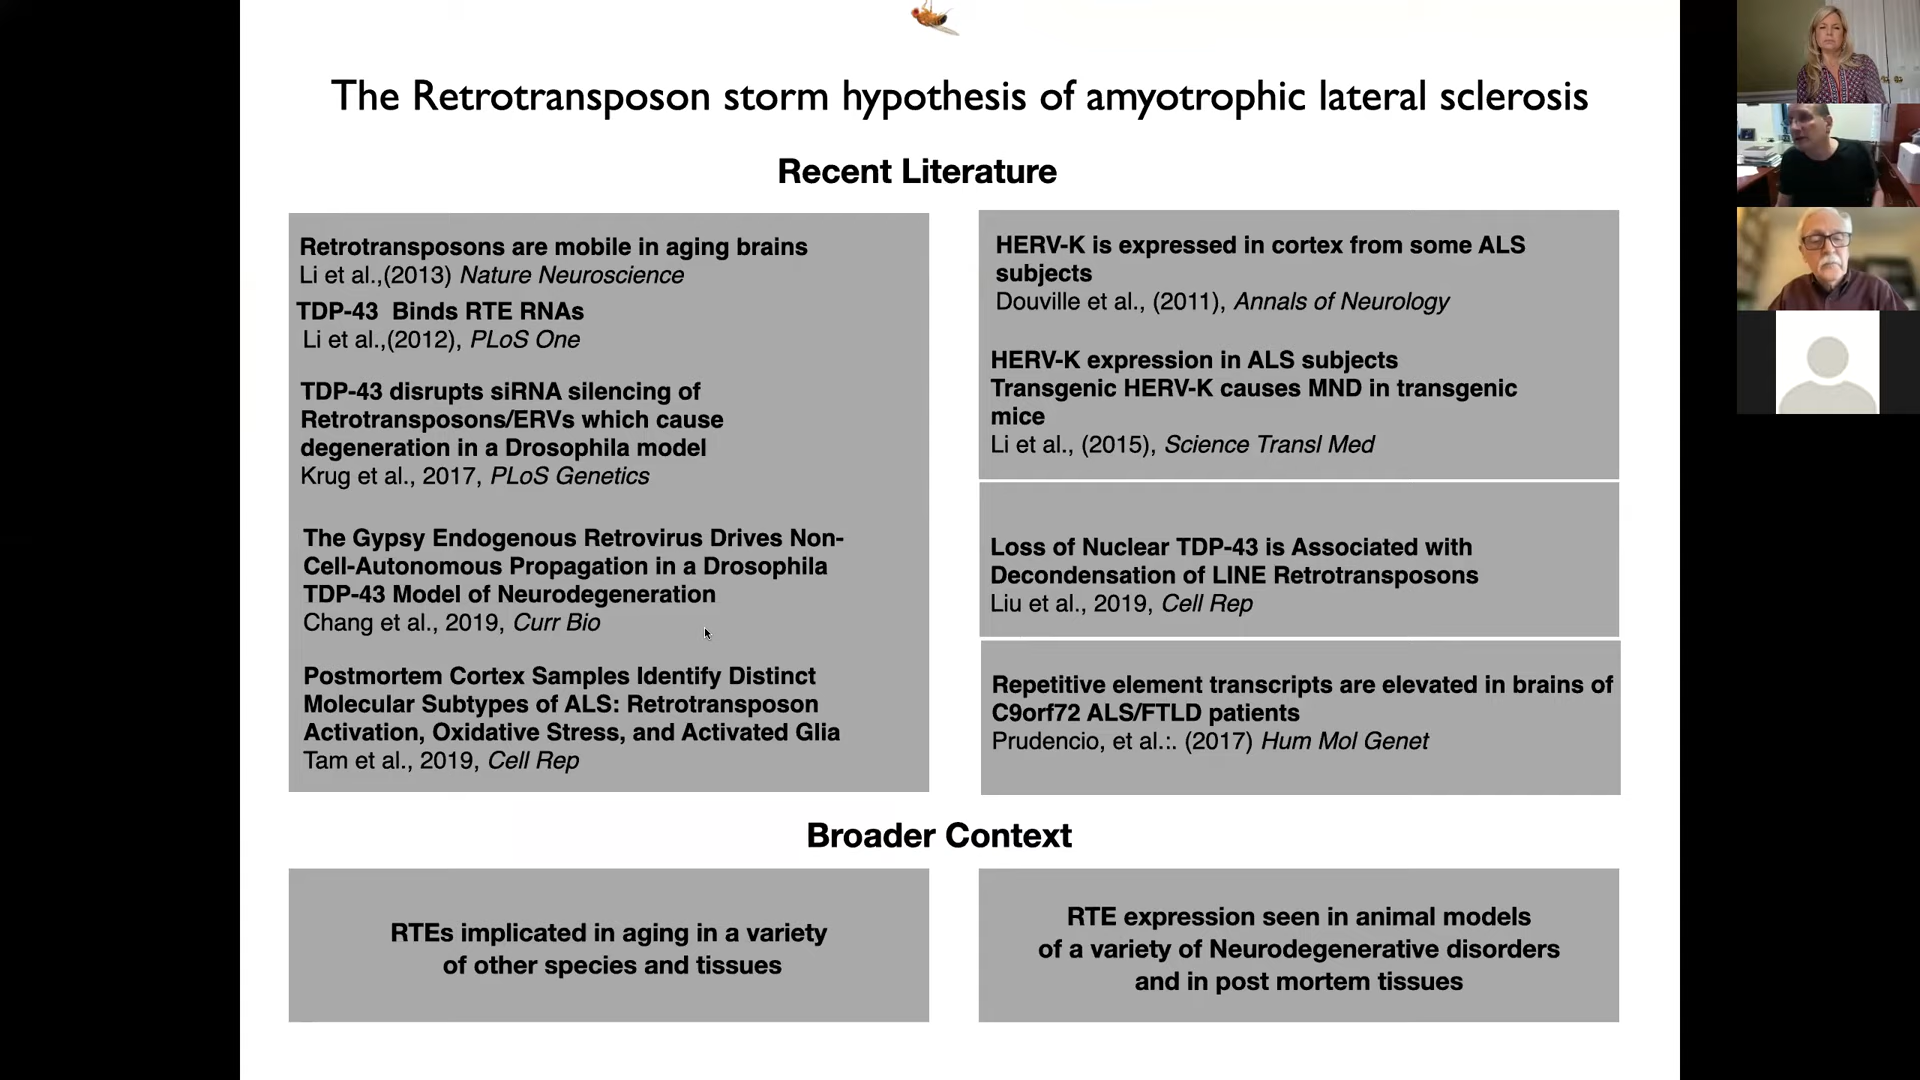 The Retrotransposon storm hypothesis of amyotrophic lateral sclerosis
Recent Literature
Retrotransposons are mobile in aging brains
Li et al.,(2013) Nature Neuroscience
TDP-43 Binds RTE RNAs
Li et al.,(2012), PLoS One
TDP-43 disrupts siRNA silencing of
Retrotransposons/ERVs which cause
degeneration in a Drosophila model
Krug et al., 2017, PLoS Genetics
The Gypsy Endogenous Retrovirus Drives Non-
Cell-Autonomous Propagation in a Drosophila
TDP-43 Model of Neurodegeneration
Chang et al., 2019, Curr Bio
Postmortem Cortex Samples Identify Distinct
Molecular Subtypes of ALS: Retrotransposon
Activation, Oxidative Stress, and Activated Glia
Tam et al., 2019, Cell Rep
HERV-K is expressed in cortex from some ALS
subjects
Douville et al., (2011), Annals of Neurology
HERV-K expression in ALS subjects
Transgenic HERV-K causes MND in transgenic
mice
Li et al., (2015), Science Transl Med
Loss of Nuclear TDP-43 is Associated with
Decondensation of LINE Retrotransposons
Liu et al., 2019, Cell Rep
Repetitive element transcripts are elevated in brains of
C9orf72 ALS/FTLD patients
Prudencio, et al.:. (2017) Hum Mol Genet
Broader Context
RTEs implicated in aging in a variety
of other species and tissues
RTE expression seen in animal models
of a variety of Neurodegenerative disorders
and in post mortem tissues